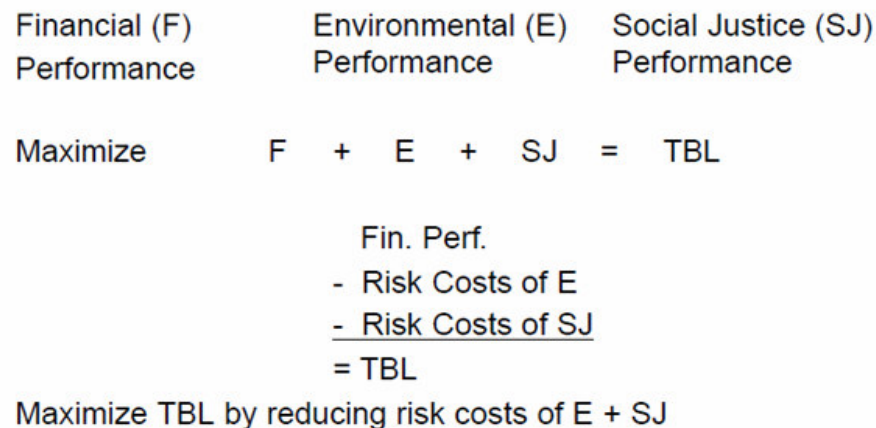 Financial (F) Environmental (E) Social Justice (SJ)
Performance Performance Performance
Maximize F + E + SJ = TBL
Fin. Perf.
- Risk Costs of E
- Risk Costs of SJ
= TBL
Maximize TBL by reducing risk costs of E + SJ